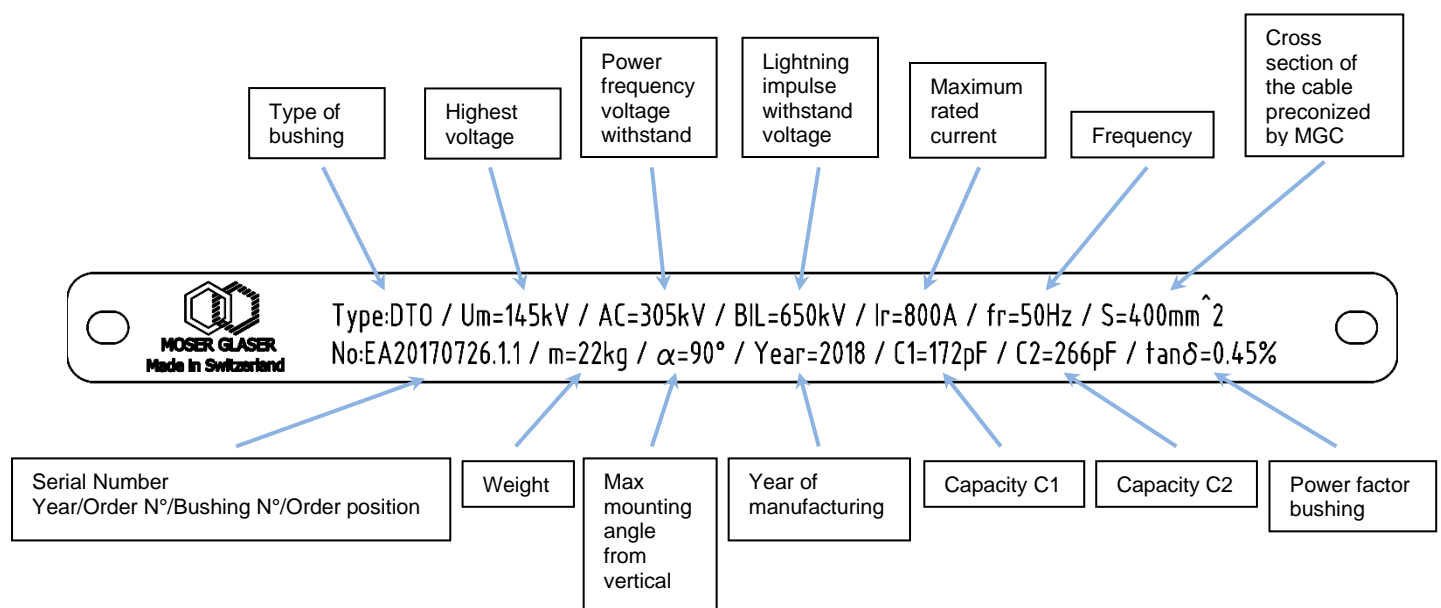 Type of
bushing
Highest
voltage
Power
frequency
voltage
withstand
Lightning
impulse
withstand
voltage
Maximum
rated
current
Frequency
Cross
section of
the cable
preconized
by MGC
MOSER GLASER
Made in Switzerland
Type:DTO / Um=145kV / AC=305kV / BIL=650kV / Ir=800A / fr=50Hz / S=400mm^2
No:EA20170726.1.1 / m=22kg / α=90° / Year=2018 / C1=172pF / C2=266pF / tanδ=0.45%
Serial Number
Year/Order N°/Bushing N°/Order position
Weight
Max
mounting
angle
from
vertical
Year of
manufacturing
Capacity C1
Capacity C2
Power factor
bushing